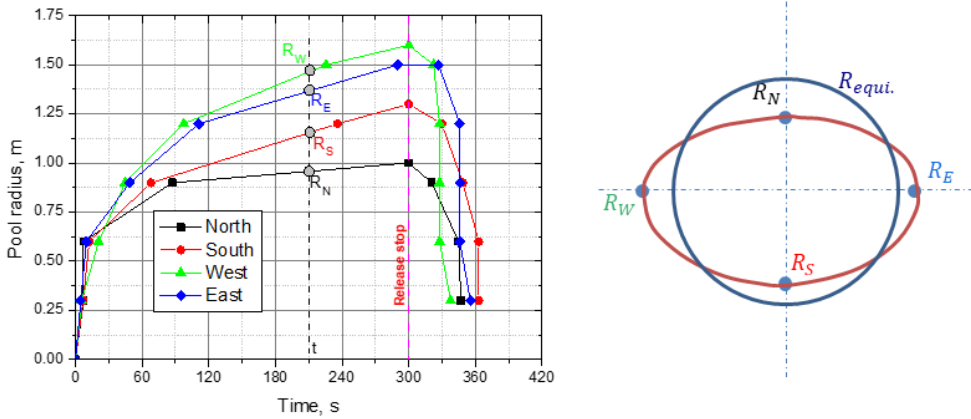 1.75
1.50
1.25
1.00
0.75
0.50
0.25
0.00
Pool radius, m
R_W
R_E
R_S
R_N
North
South
West
East
Release stop
t
0 60 120 180 240 300 360 420
Time, s
R_equi.
R_N
R_E
R_W
R_S